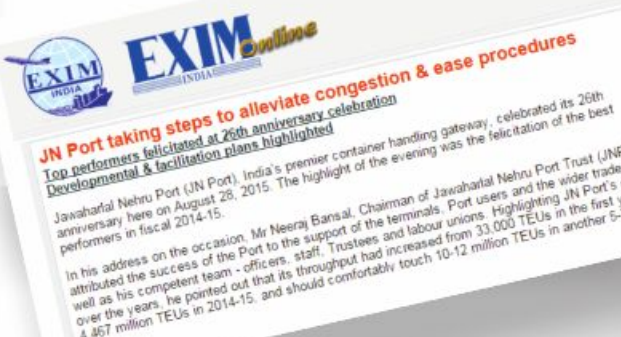 EXIM
INDIA
EXIM Online
INDIA
JN Port taking steps to alleviate congestion & ease procedures
Top performers felicitated at 26th anniversary celebration
Developmental & facilitation plans highlighted
Jawaharlal Nehru Port (JN Port), India's premier container handling gateway, celebrated its 26th
anniversary here on August 28, 2015. The highlight of the evening was the felicitation of the best
performers in fiscal 2014-15.
In his address on the occasion, Mr Neeraj Bansal, Chairman of Jawaharlal Nehru Port Trust (JNP
attributed the success of the Port to the support of the terminals, Port users and the wider trade
well as his competent team - officers, staff, Trustees and labour unions. Highlighting JN Port's
over the years, he pointed out that its throughput had increased from 33,000 TEUs in the first y
4.467 million TEUs in 2014-15, and should comfortably touch 10-12 million TEUs in another 5-